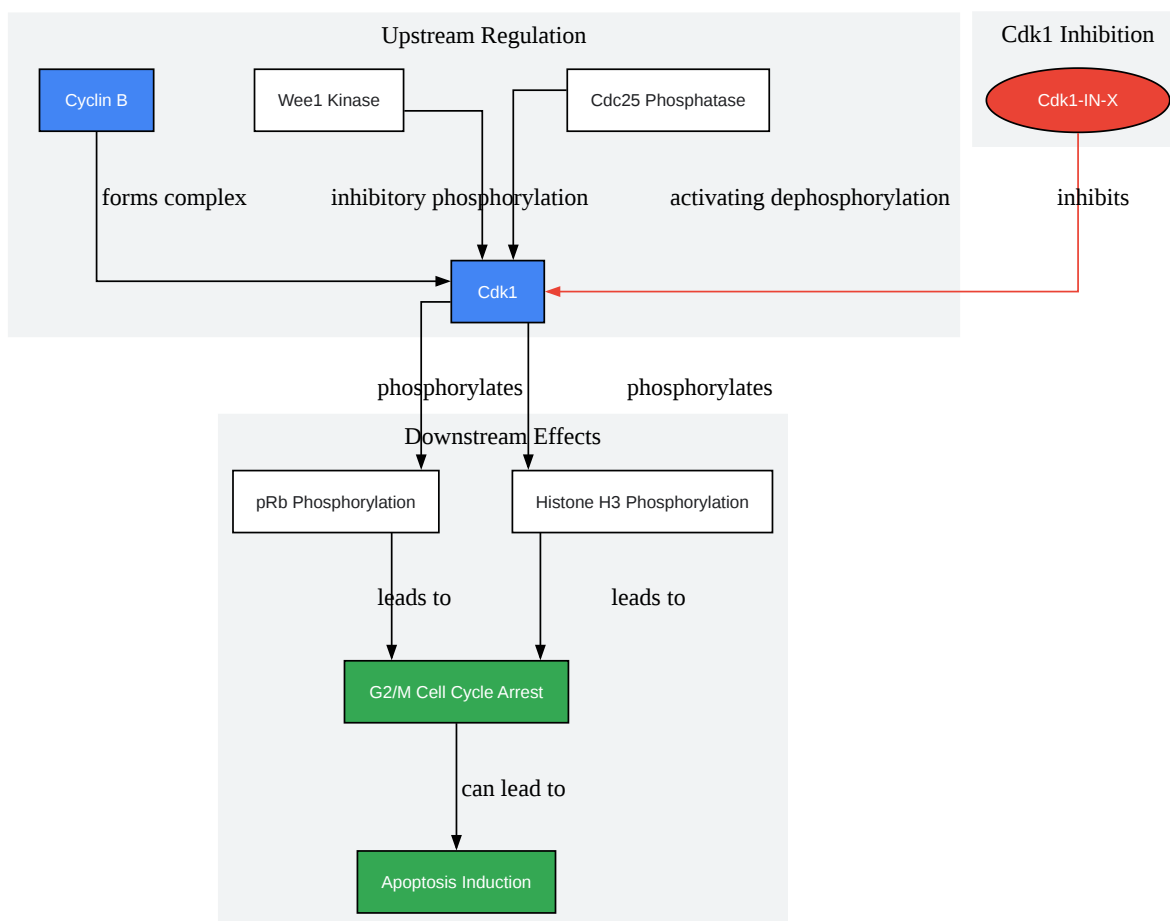 Upstream Regulation
Cdk1 Inhibition
Cyclin B
Wee1 Kinase
Cdc25 Phosphatase
Cdk1-IN-X
forms complex
inhibitory phosphorylation
activating dephosphorylation
inhibits
Cdk1
phosphorylates
phosphorylates
Downstream Effects
pRb Phosphorylation
Histone H3 Phosphorylation
leads to
leads to
G2/M Cell Cycle Arrest
can lead to
Apoptosis Induction